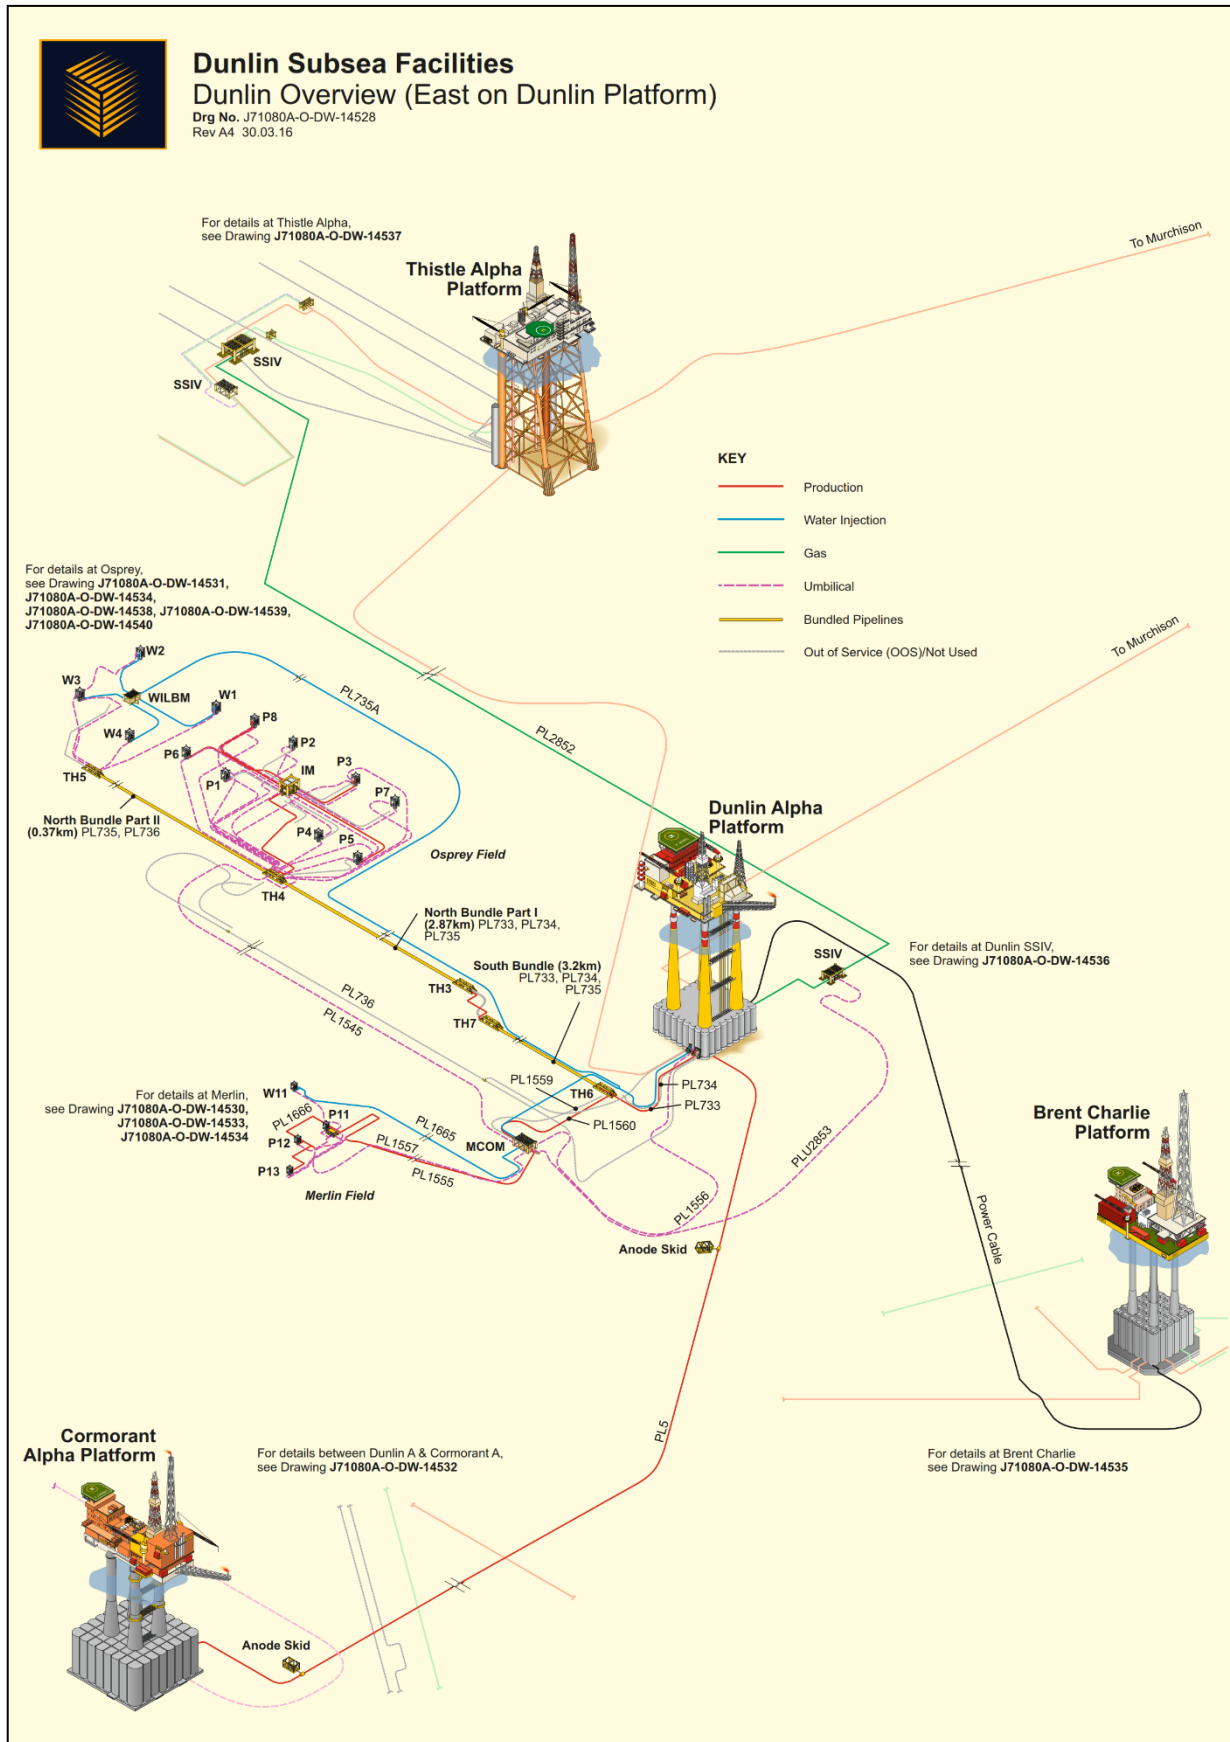 Dunlin Subsea Facilities
Dunlin Overview (East on Dunlin Platform)
Drg No. J71080A-O-DW-14528
Rev A4 30.03.16
For details at Thistle Alpha,
see Drawing J71080A-O-DW-14537
Thistle Alpha
Platform
To Murchison
SSIV
SSIV
KEY
Production
Water Injection
Gas
Umbilical
Bundled Pipelines
Out of Service (OOS)/Not Used
For details at Osprey,
see Drawing J71080A-O-DW-14531,
J71080A-O-DW-14534,
J71080A-O-DW-14538, J71080A-O-DW-14539,
J71080A-O-DW-14540
To Murchison
W2
W3
WILBM
W1
PL735A
P8
W4
P6
P2
PL2852
P3
IM
TH5
P1
P7
North Bundle Part II
(0.37km) PL735, PL736
P4
P5
Osprey Field
Dunlin Alpha
Platform
TH4
North Bundle Part I
(2.87km) PL733, PL734,
PL735
For details at Dunlin SSIV,
see Drawing J71080A-O-DW-14536
SSIV
South Bundle (3.2km)
PL733, PL734,
PL735
TH3
PL736
PL1545
TH7
PL1559
TH6
PL734
PL733
PL1560
For details at Merlin,
see Drawing J71080A-O-DW-14530,
J71080A-O-DW-14533,
J71080A-O-DW-14534
W11
PL1666
P11
P12
P13
PL1665
PL1557
PL1555
MCOM
Merlin Field
PLU2853
PL1556
Brent Charlie
Platform
Power Cable
Anode Skid
PL5
Cormorant
Alpha Platform
For details between Dunlin A & Cormorant A,
see Drawing J71080A-O-DW-14532
For details at Brent Charlie
see Drawing J71080A-O-DW-14535
Anode Skid